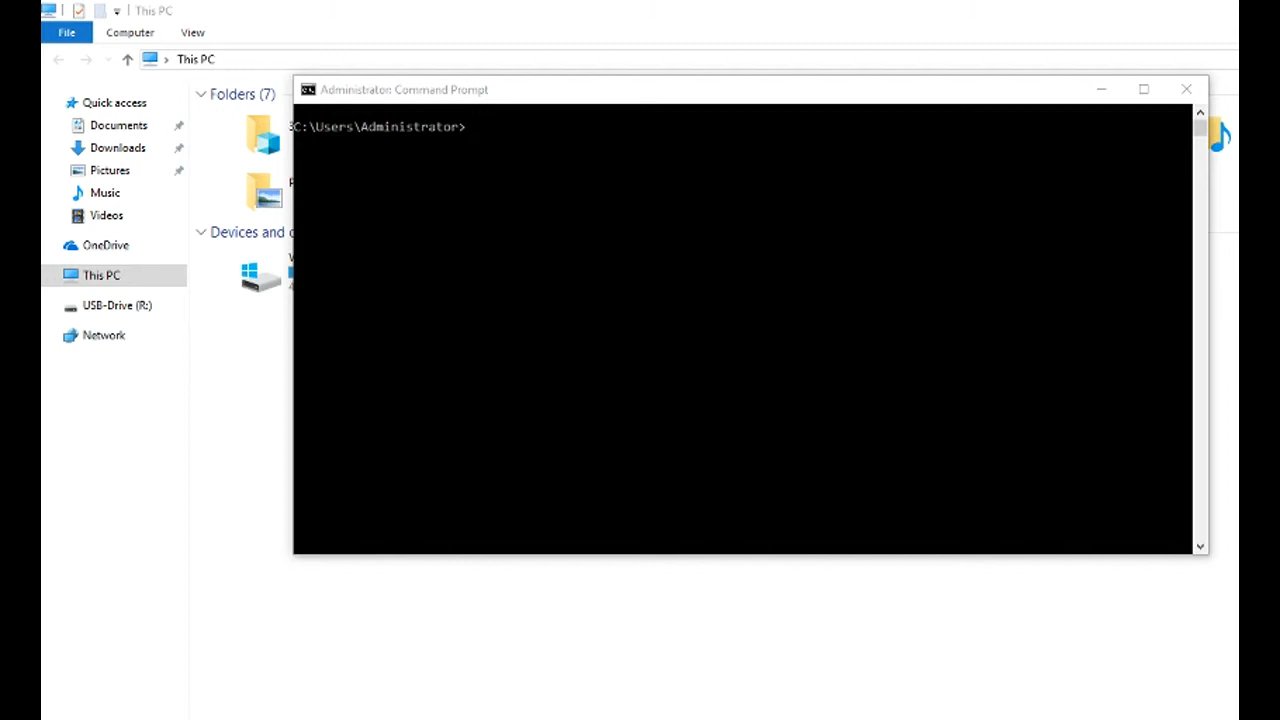 This PC
File Computer View
This PC
Folders (7)
Administrator: Command Prompt
C:\Users\Administrator>
Quick access
Documents
Downloads
Pictures
Music
Videos
Devices and
OneDrive
This PC
USB-Drive (R:)
Network